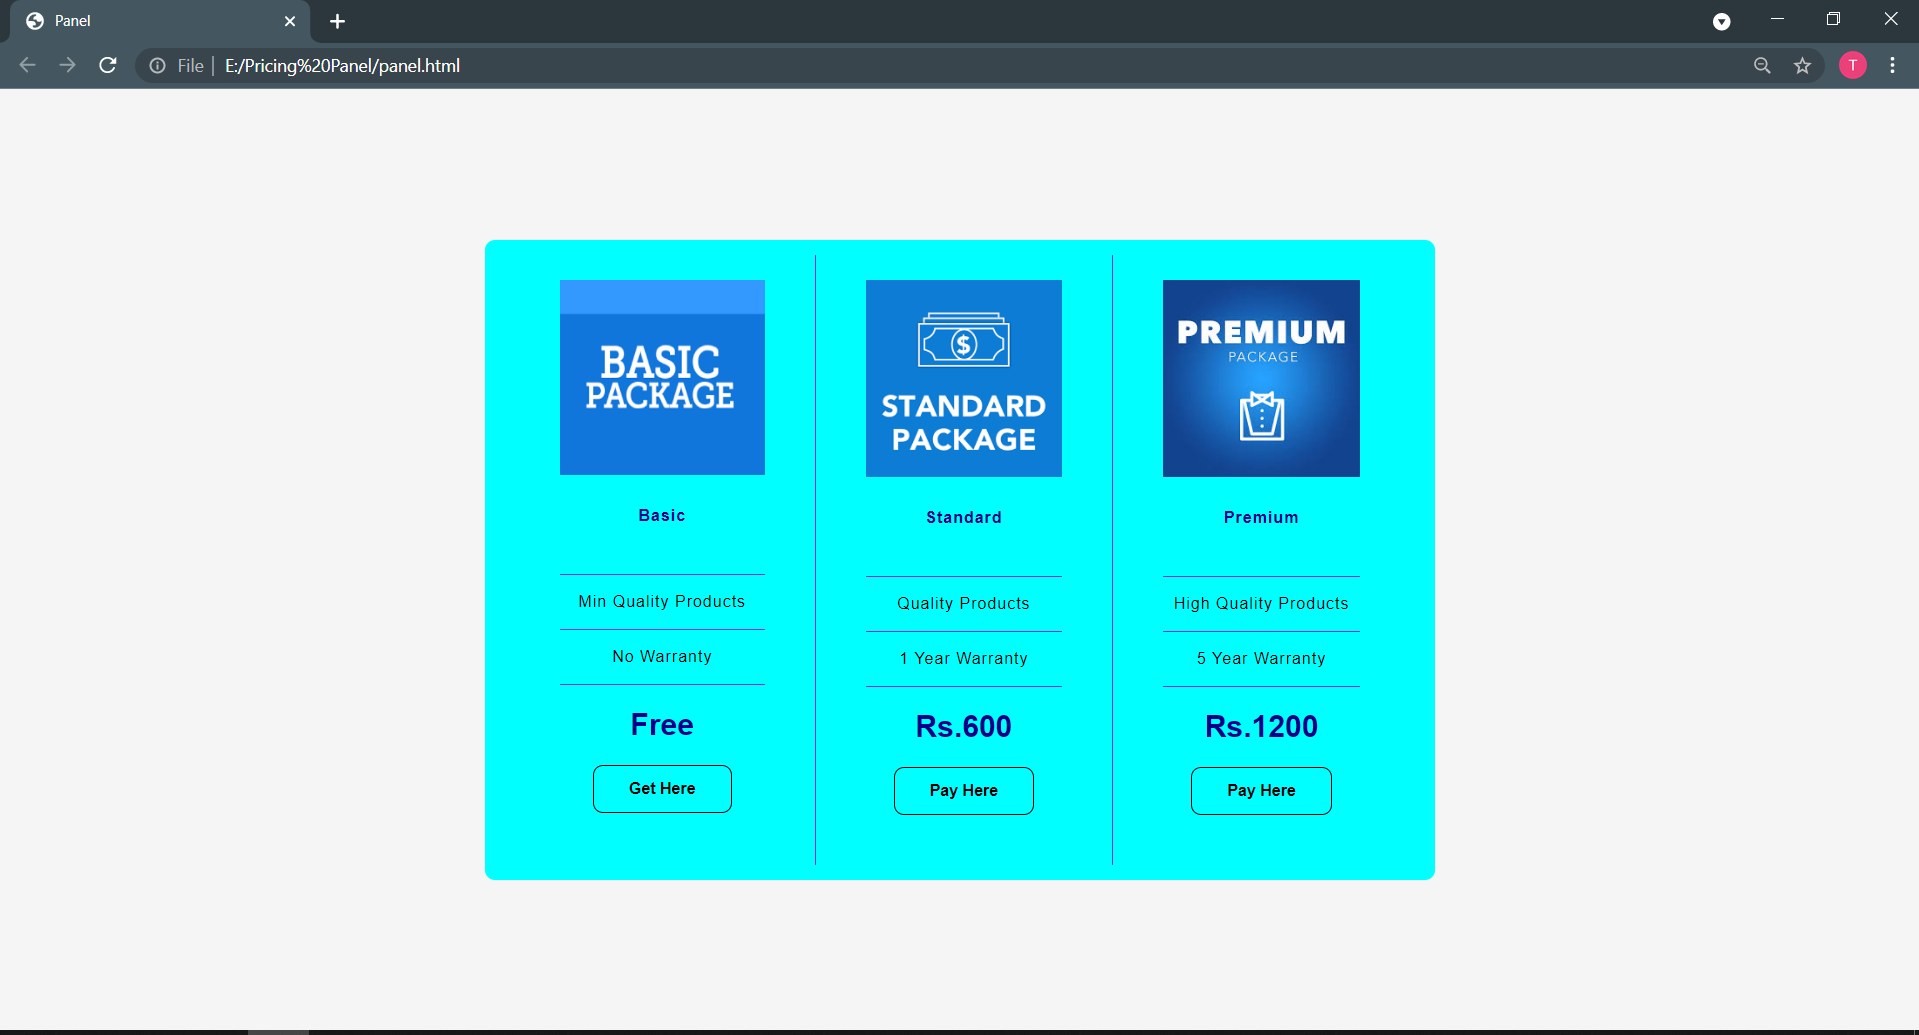 Panel
File
E:/Pricing%20Panel/panel.html
T
BASIC
PACKAGE
Basic
Min Quality Products
No Warranty
Free
Get Here
$
STANDARD
PACKAGE
Standard
Quality Products
1 Year Warranty
Rs.600
Pay Here
PREMIUM
PACKAGE
Premium
High Quality Products
5 Year Warranty
Rs.1200
Pay Here